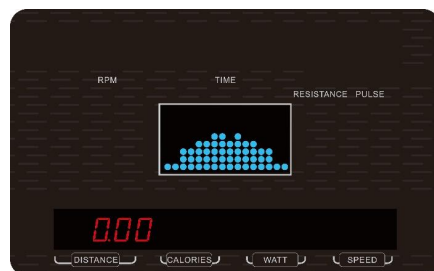 RPM TIME
RESISTANCE PULSE
0.00
DISTANCE CALORIES WATT SPEED